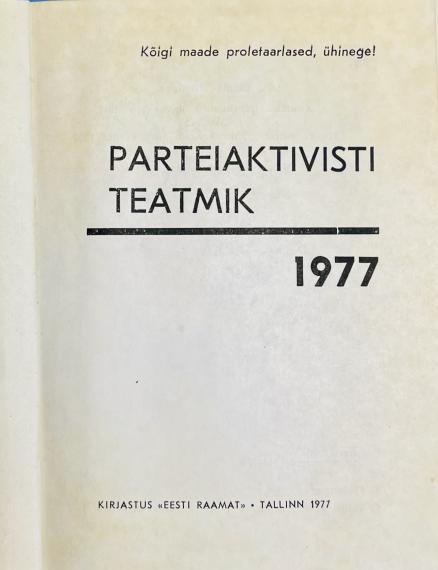 Kõigi maade proletaarlased, ühinege!
PARTEIAKTIVISTI
TEATMIK
1977
KIRJASTUS «EESTI RAAMAT» • TALLINN 1977